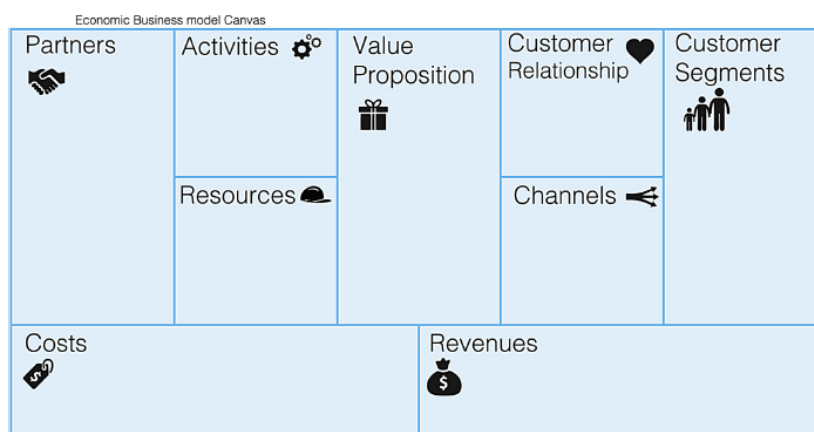 Economic Business model Canvas
Partners
Activities
Resources
Value
Proposition
Customer
Relationship
Channels
Customer
Segments
Costs
$
Revenues
$